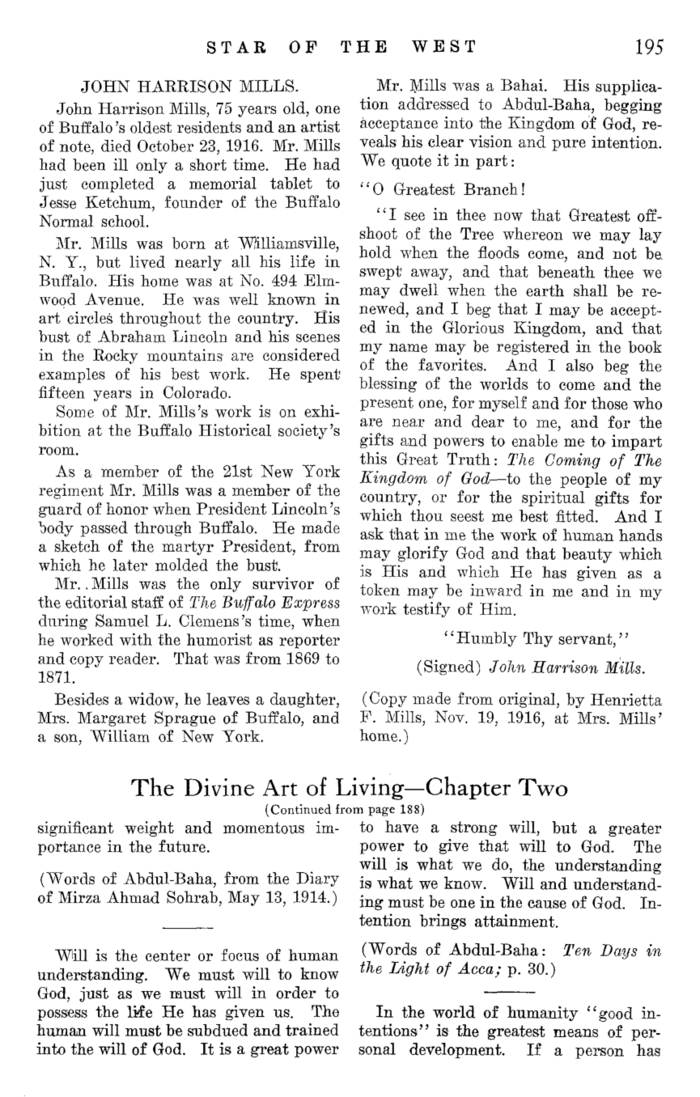 STAR OF THE WEST 195
JOHN HARRISON MILLS.
John Harrison Mills, 75 years old, one
of Buffalo's oldest residents and an artist
of note, died October 23, 1916. Mr. Mills
had been ill only a short time. He had
just completed a memorial tablet to
Jesse Ketchum, founder of the Buffalo
Normal school.
Mr. Mills was born at Williamsville,
N. Y., but lived nearly all his life in
Buffalo. His home was at No. 494 Elm-
wood Avenue. He was well known in
art circles throughout the country. His
bust of Abraham Lincoln and his scenes
in the Rocky mountains are considered
examples of his best work. He spent
fifteen years in Colorado.
Some of Mr. Mills's work is on exhi-
bition at the Buffalo Historical society's
room.
As a member of the 21st New York
regiment Mr. Mills was a member of the
guard of honor when President Lincoln's
body passed through Buffalo. He made
a sketch of the martyr President, from
which he later molded the bust.
Mr. Mills was the only survivor of
the editorial staff of The Buffalo Express
during Samuel L. Clemens's time, when
he worked with the humorist as reporter
and copy reader. That was from 1869 to
1871.
Besides a widow, he leaves a daughter,
Mrs. Margaret Sprague of Buffalo, and
a son, William of New York.
Mr. Mills was a Bahai. His supplica-
tion addressed to Abdul-Baha, begging
acceptance into the Kingdom of God, re-
veals his clear vision and pure intention.
We quote it in part:
"O Greatest Branch!
"I see in thee now that Greatest off-
shoot of the Tree whereon we may lay
hold when the floods come, and not be
swept away, and that beneath thee we
may dwell when the earth shall be re-
newed, and I beg that I may be accept-
ed in the Glorious Kingdom, and that
my name may be registered in the book
of the favorites. And I also beg the
blessing of the worlds to come and the
present one, for myself and for those who
are near and dear to me, and for the
gifts and powers to enable me to impart
this Great Truth: The Coming of The
Kingdom of God—to the people of my
country, or for the spiritual gifts for
which thou seest me best fitted. And I
ask that in me the work of human hands
may glorify God and that beauty which
is His and which He has given as a
token may be inward in me and in my
work testify of Him.
"Humbly Thy servant,"
(Signed) John Harrison Mills.
(Copy made from original, by Henrietta
F. Mills, Nov. 19, 1916, at Mrs. Mills'
home.)
The Divine Art of Living—Chapter Two
(Continued from page 188)
significant weight and momentous im-
portance in the future.
(Words of Abdul-Baha, from the Diary
of Mirza Ahmad Sohrab, May 13, 1914.)
Will is the center or focus of human
understanding. We must will to know
God, just as we must will in order to
possess the life He has given us. The
human will must be subdued and trained
into the will of God. It is a great power
to have a strong will, but a greater
power to give that will to God. The
will is what we do, the understanding
is what we know. Will and understand-
ing must be one in the cause of God. In-
tention brings attainment.
(Words of Abdul-Baha: Ten Days in
the Light of Acca; p. 30.)
In the world of humanity "good in-
tentions" is the greatest means of per-
sonal development. If a person has